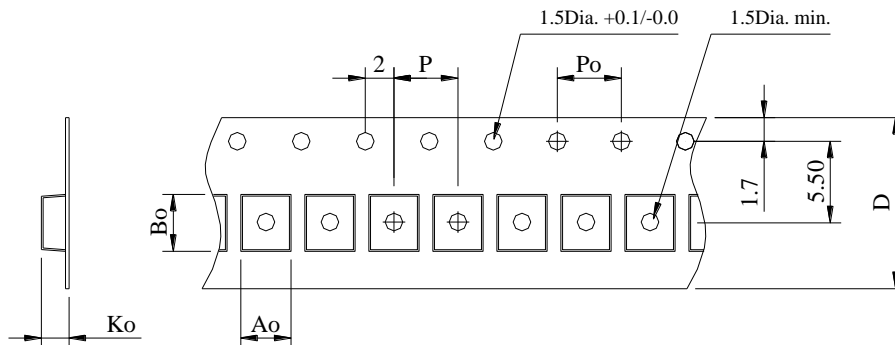 1.5Dia. +0.1/-0.0
1.5Dia. min.
2
P
Po
1.7
5.50
D
Bo
Ko
Ao